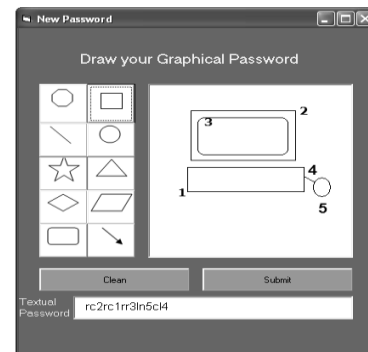 New Password
Draw your Graphical Password
2
3
4
1
5
Clean
Submit
Textual
Password
rc2rc1rr3ln5cl4